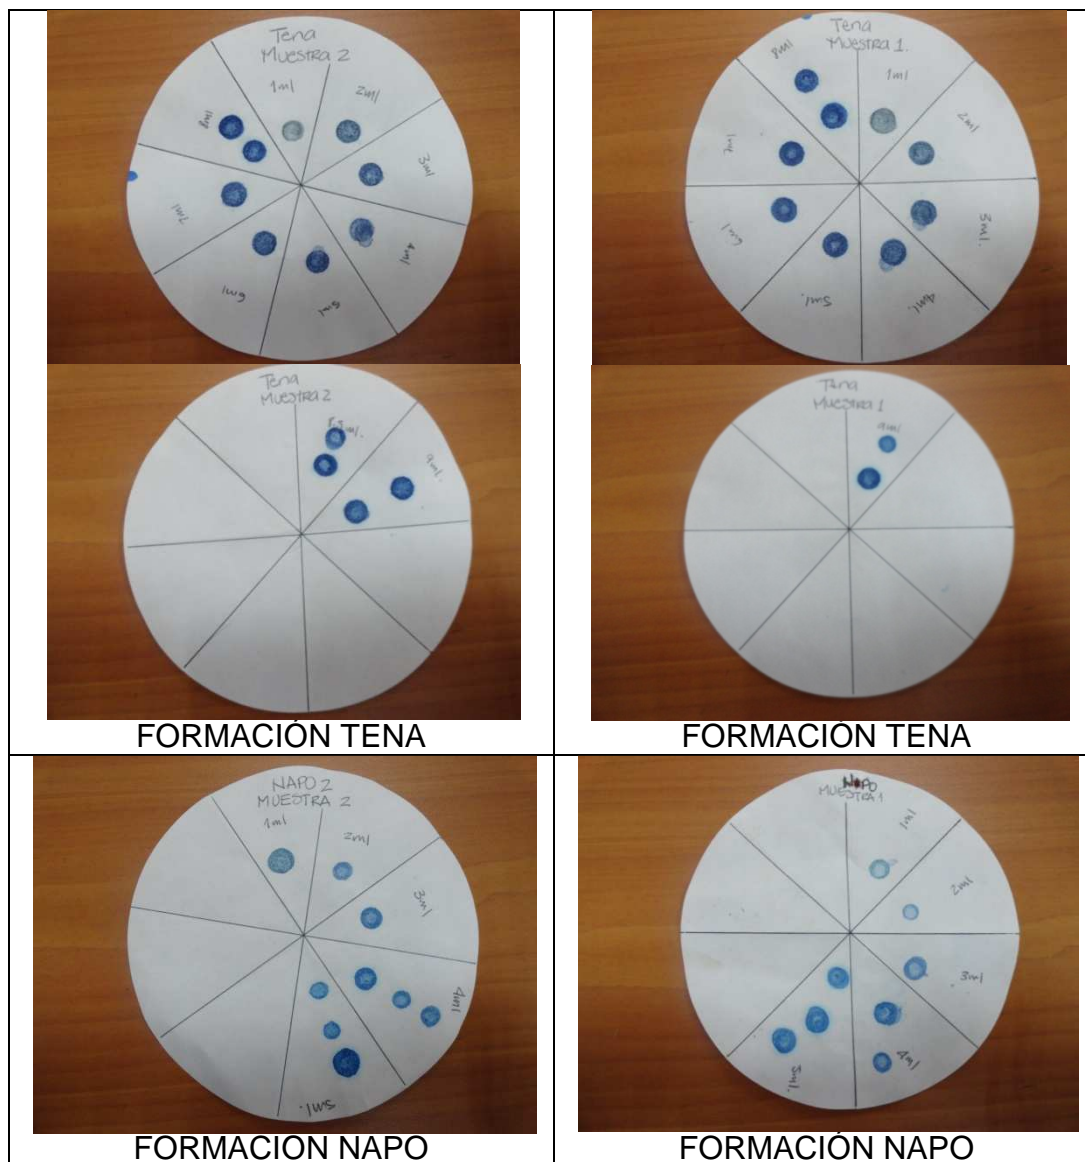 Tena
Muestra 2
1ml
2ml
3ml
4ml
5ml
6ml
7ml
8ml
Tena
Muestra 1.
1ml
2ml
3ml.
4ml.
5ml.
6ml
8ml
Tena
Muestra 2
9ml.
Tena
Muestra 1
9ml
FORMACIÓN TENA
FORMACIÓN TENA
NAPO 2
MUESTRA 2
1ml
2ml
3ml
4ml
5ml.
NAPO
MUESTRA 1
1ml
2ml
3ml
4ml
5ml.
FORMACIÓN NAPO
FORMACIÓN NAPO